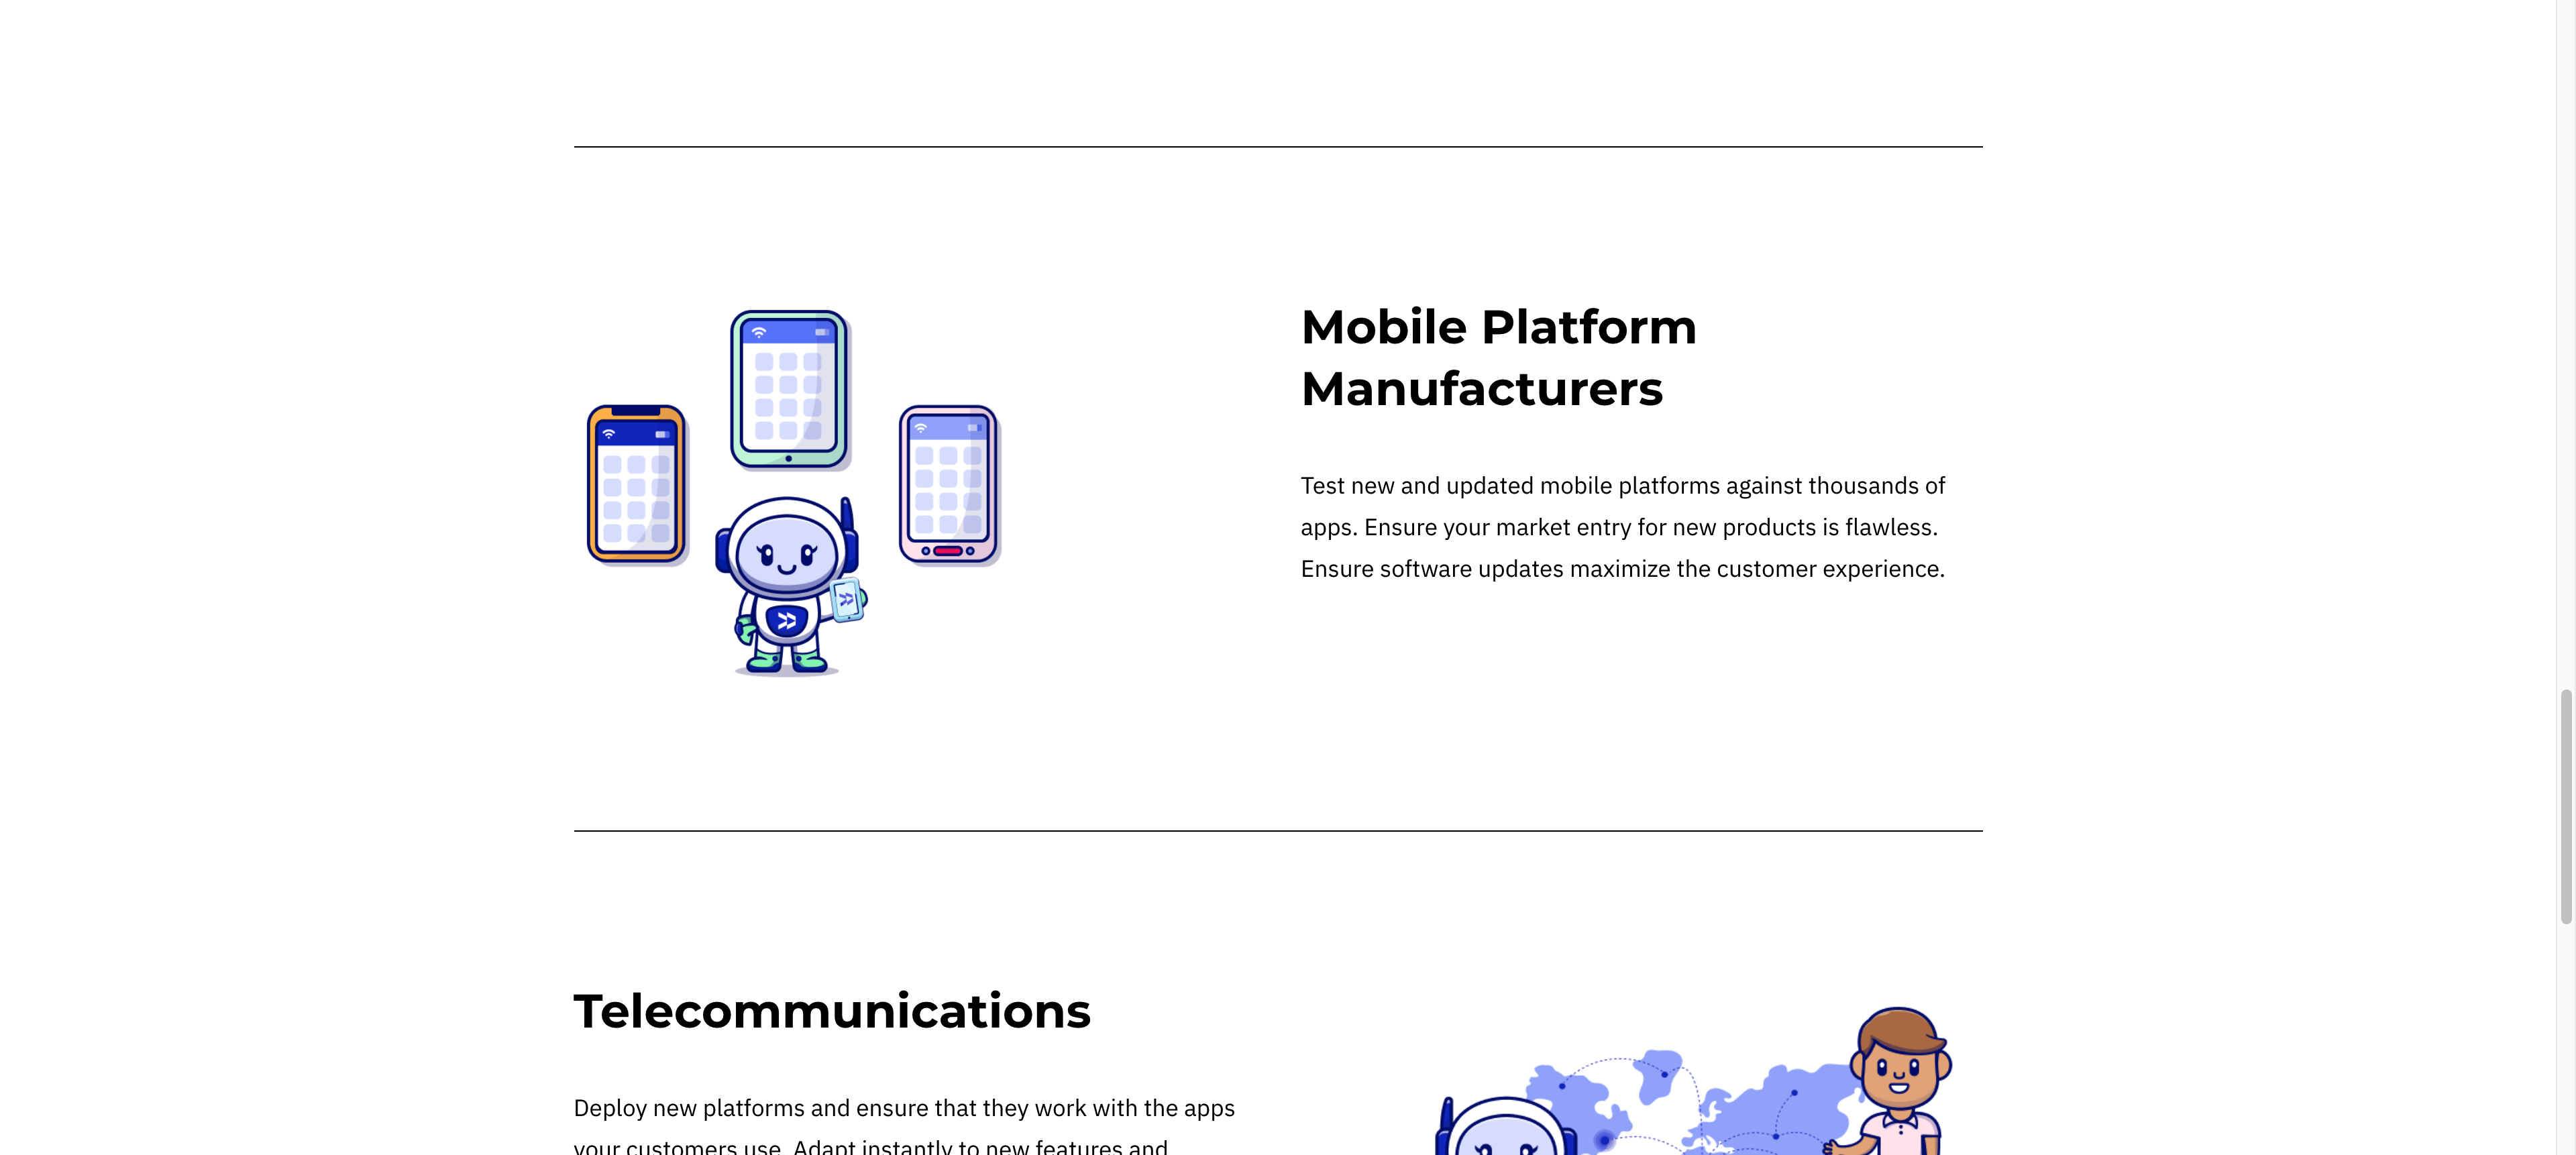 Mobile Platform
Manufacturers
Test new and updated mobile platforms against thousands of
apps. Ensure your market entry for new products is flawless.
Ensure software updates maximize the customer experience.
Telecommunications
Deploy new platforms and ensure that they work with the apps
your customers use. Adapt instantly to new features and